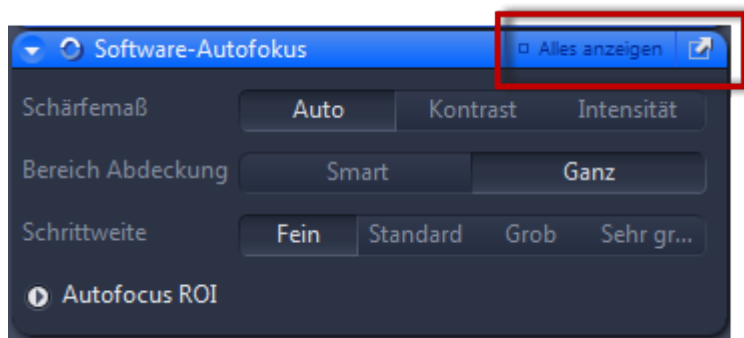 Software-Autofokus Alles anzeigen
Schärfemaß Auto Kontrast Intensität
Bereich Abdeckung Smart Ganz
Schrittweite Fein Standard Grob Sehr gr...
Autofocus ROI